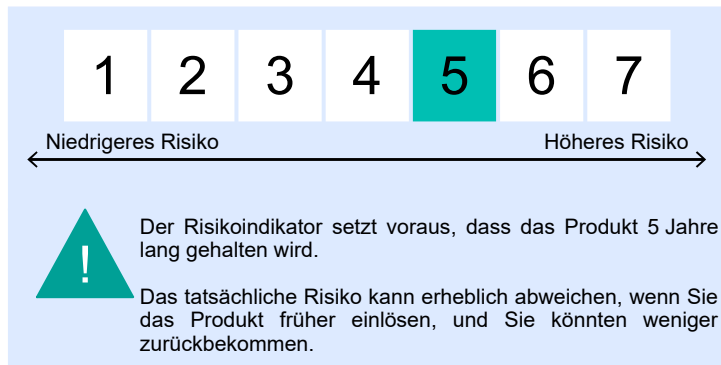 1 2 3 4 5 6 7
Niedrigeres Risiko Höheres Risiko
!
Der Risikoindikator setzt voraus, dass das Produkt 5 Jahre
lang gehalten wird.
Das tatsächliche Risiko kann erheblich abweichen, wenn Sie
das Produkt früher einlösen, und Sie könnten weniger
zurückbekommen.